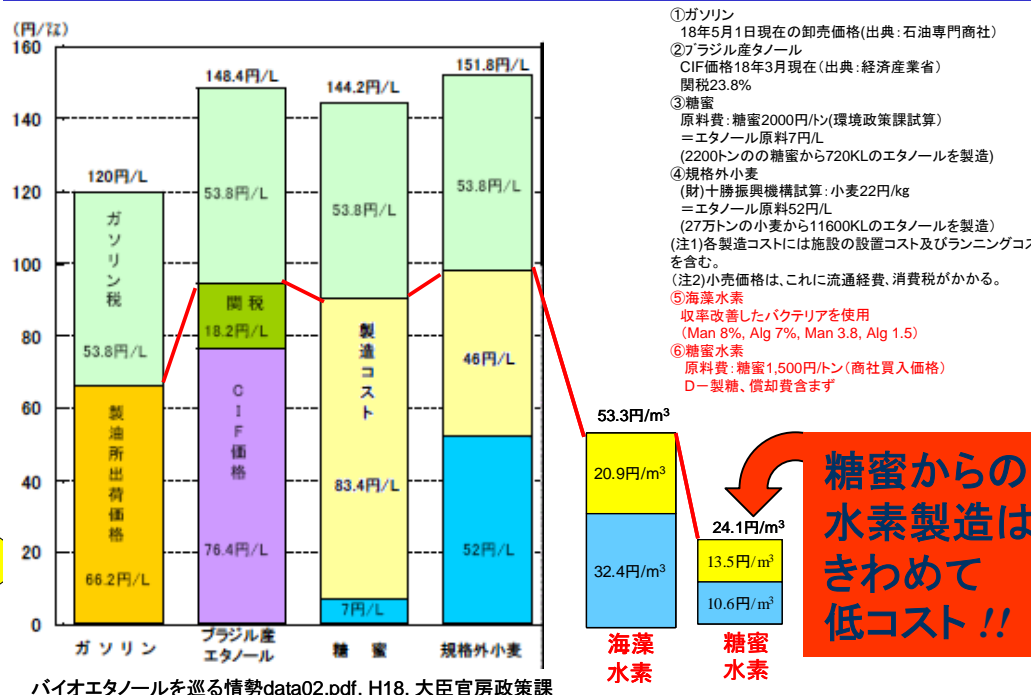 (円/㍑)
160
140
120
100
80
60
40
20
0
120円/L
ガソリン税
53.8円/L
製油所出荷価格
66.2円/L
ガソリン
148.4円/L
53.8円/L
関税
18.2円/L
CIF価格
76.4円/L
ブラジル産
エタノール
144.2円/L
53.8円/L
製造コスト
83.4円/L
7円/L
糖蜜
151.8円/L
53.8円/L
46円/L
52円/L
規格外小麦
53.3円/m³
20.9円/m³
32.4円/m³
海藻
水素
24.1円/m³
13.5円/m³
10.6円/m³
糖蜜
水素
①ガソリン
18年5月1日現在の卸売価格(出典:石油専門商社)
②ブラジル産タノール
CIF価格18年3月現在(出典:経済産業省)
関税23.8%
③糖蜜
原料費:糖蜜2000円/トン(環境政策課試算)
=エタノール原料7円/L
(2200トンのの糖蜜から720KLのエタノールを製造)
④規格外小麦
(財)十勝振興機構試算:小麦22円/kg
=エタノール原料52円/L
(27万トンの小麦から11600KLのエタノールを製造)
(注1)各製造コストには施設の設置コスト及びランニングコス
を含む。
(注2)小売価格は、これに流通経費、消費税がかかる。
⑤海藻水素
収率改善したバクテリアを使用
(Man 8%, Alg 7%, Man 3.8, Alg 1.5)
⑥糖蜜水素
原料費:糖蜜1,500円/トン(商社買入価格)
D-製糖、償却費含まず
糖蜜からの
水素製造は
きわめて
低コスト!!
バイオエタノールを巡る情勢data02.pdf, H18, 大臣官房政策課